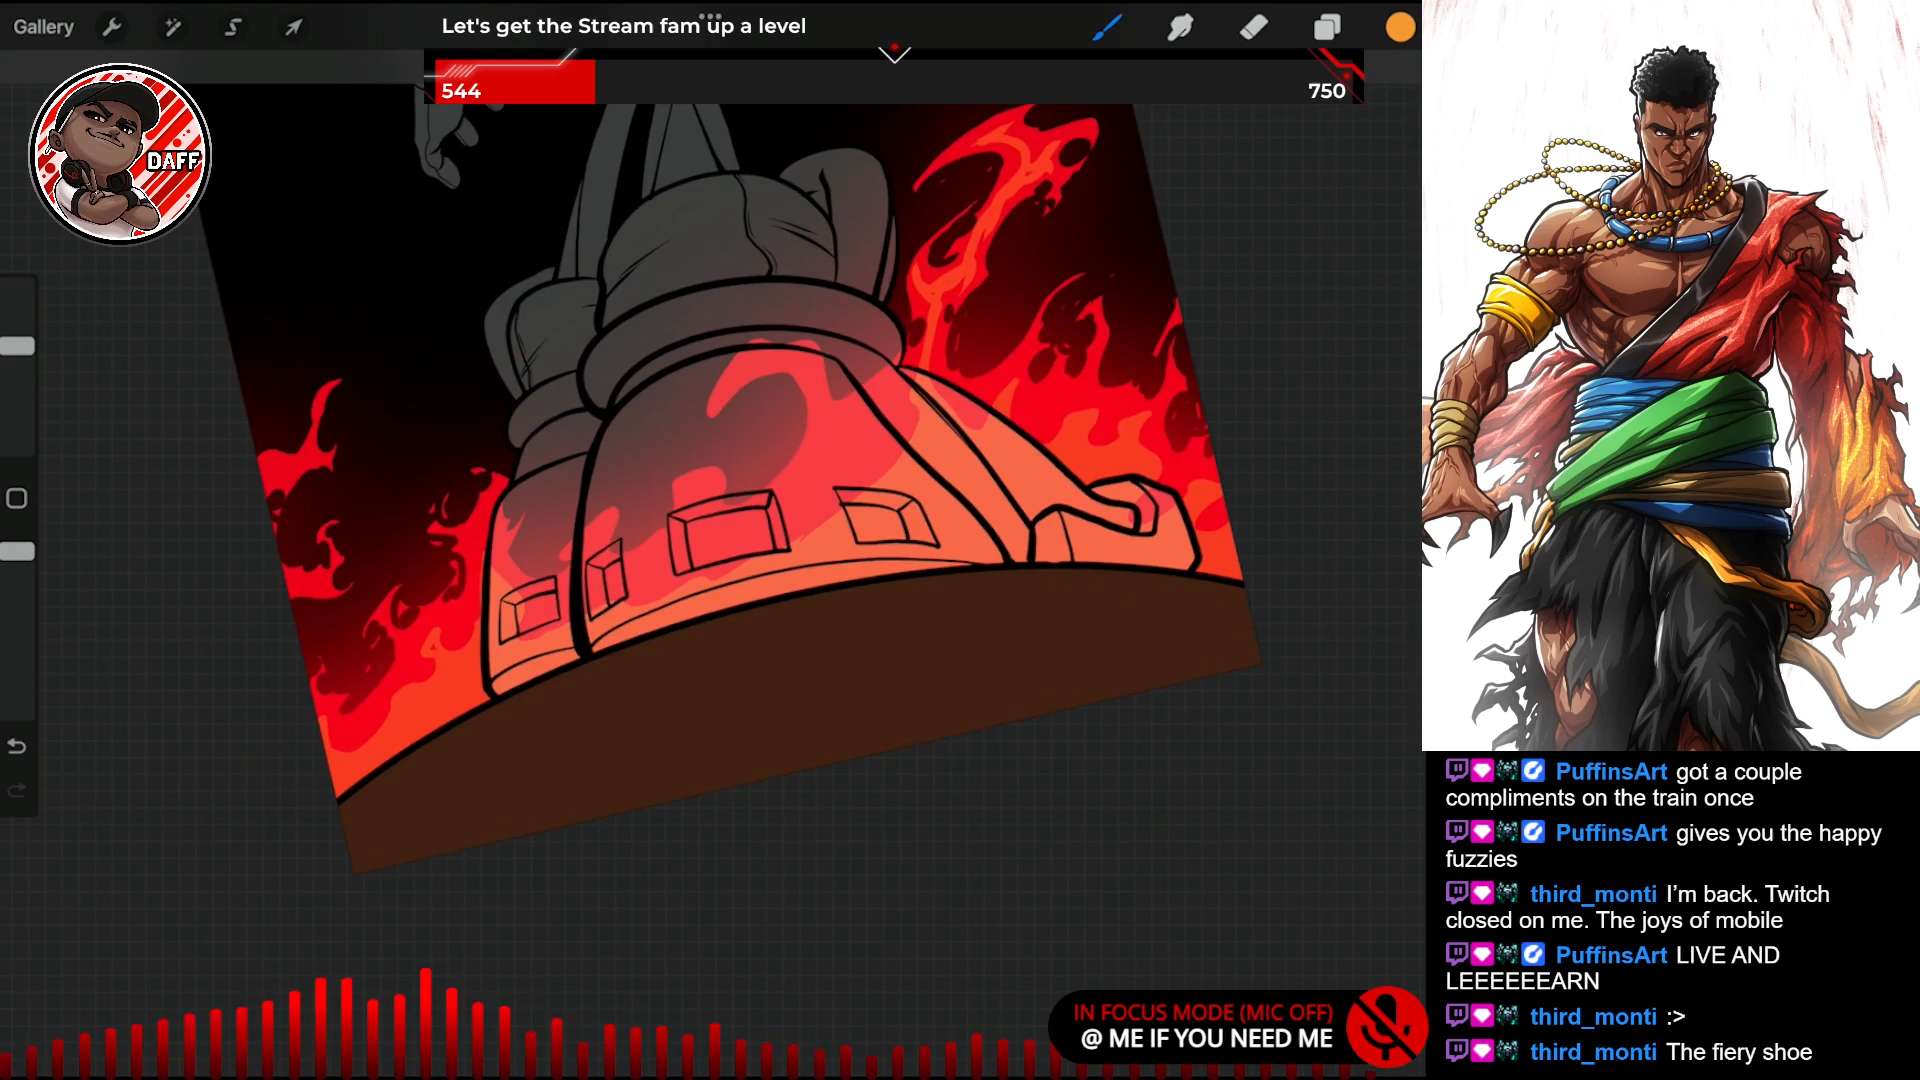 Gallery
Let's get the Stream fam up a level
544
750
DAFF
PuffinsArt got a couple
compliments on the train once
PuffinsArt gives you the happy
fuzzies
third_monti I'm back. Twitch
closed on me. The joys of mobile
PuffinsArt LIVE AND
LEEEEEEARN
third_monti :>
third_monti The fiery shoe
IN FOCUS MODE (MIC OFF)
@ ME IF YOU NEED ME